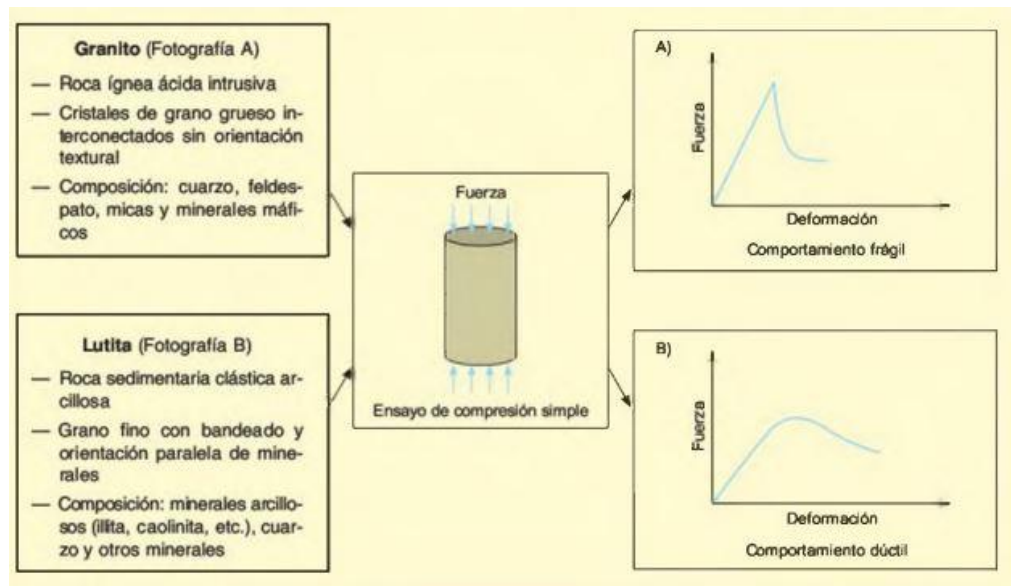 Granito (Fotografía A)
— Roca ígnea ácida intrusiva
— Cristales de grano grueso in-
terconectados sin orientación
textural
— Composición: cuarzo, feldes-
pato, micas y minerales máfi-
cos
Lutita (Fotografía B)
— Roca sedimentaria clástica ar-
cillosa
— Grano fino con bandeado y
orientación paralela de mine-
rales
— Composición: minerales arcillo-
sos (illita, caolinita, etc.), cuar-
zo y otros minerales
Fuerza
Ensayo de compresión simple
A)
Fuerza
Deformación
Comportamiento frágil
B)
Fuerza
Deformación
Comportamiento dúctil